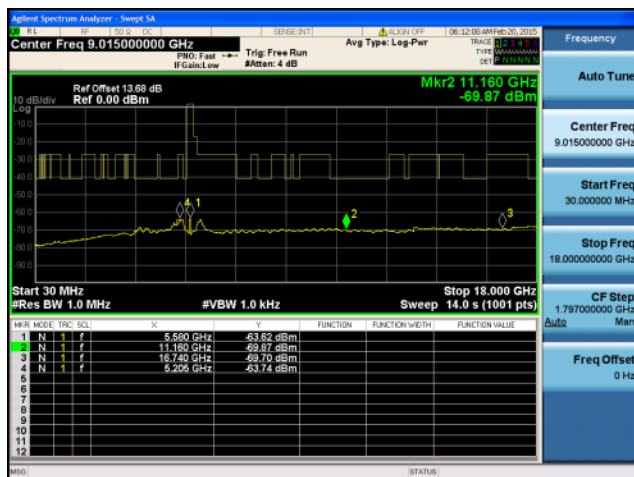 Agilent Spectrum Analyzer - Swept SA
RL RF 50 Ω DC SENSE:INT ALIGN OFF 06:12:08 AM Feb 20, 2015
Center Freq 9.015000000 GHz
PNO: Fast
IFGain:Low
Trig: Free Run
#Atten: 4 dB
Avg Type: Log-Pwr
TRACE 1 2 3 4 5 6
TYPE
DET P N N N N N
Ref Offset 13.68 dB
Ref 0.00 dBm
10 dB/div
Log
Mkr2 11.160 GHz
-69.87 dBm
-10.0
-20.0
-30.0
-40.0
-50.0
-60.0
-70.0
-80.0
-90.0
4 1
2
3
Start 30 MHz
Stop 18.000 GHz
#Res BW 1.0 MHz
#VBW 1.0 kHz
Sweep 14.0 s (1001 pts)
MKR MODE TRC SCL X Y FUNCTION FUNCTION WIDTH FUNCTION VALUE
1 N 1 f 5.580 GHz -63.62 dBm
2 N 1 f 11.160 GHz -69.87 dBm
3 N 1 f 16.740 GHz -69.70 dBm
4 N 1 f 5.205 GHz -63.74 dBm
5
6
7
8
9
10
11
12
MSG
STATUS
Frequency
Auto Tune
Center Freq
9.015000000 GHz
Start Freq
30.000000 MHz
Stop Freq
18.000000000 GHz
CF Step
1.797000000 GHz
Auto Man
Freq Offset
0 Hz